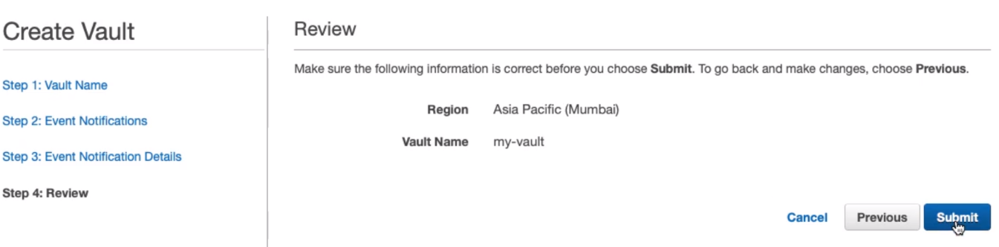 Create Vault
Step 1: Vault Name
Step 2: Event Notifications
Step 3: Event Notification Details
Step 4: Review
Review
Make sure the following information is correct before you choose Submit. To go back and make changes, choose Previous.
Region Asia Pacific (Mumbai)
Vault Name my-vault
Cancel Previous Submit